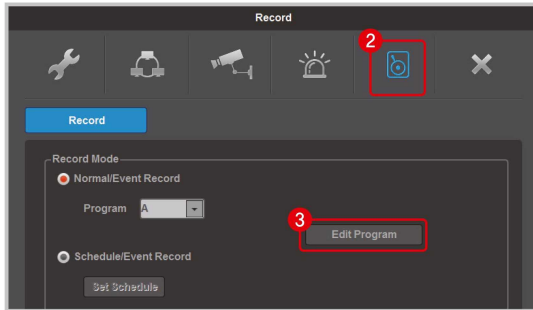 Record
2
Record
Record Mode
Normal/Event Record
Program A
3
Edit Program
Schedule/Event Record
Set Schedule